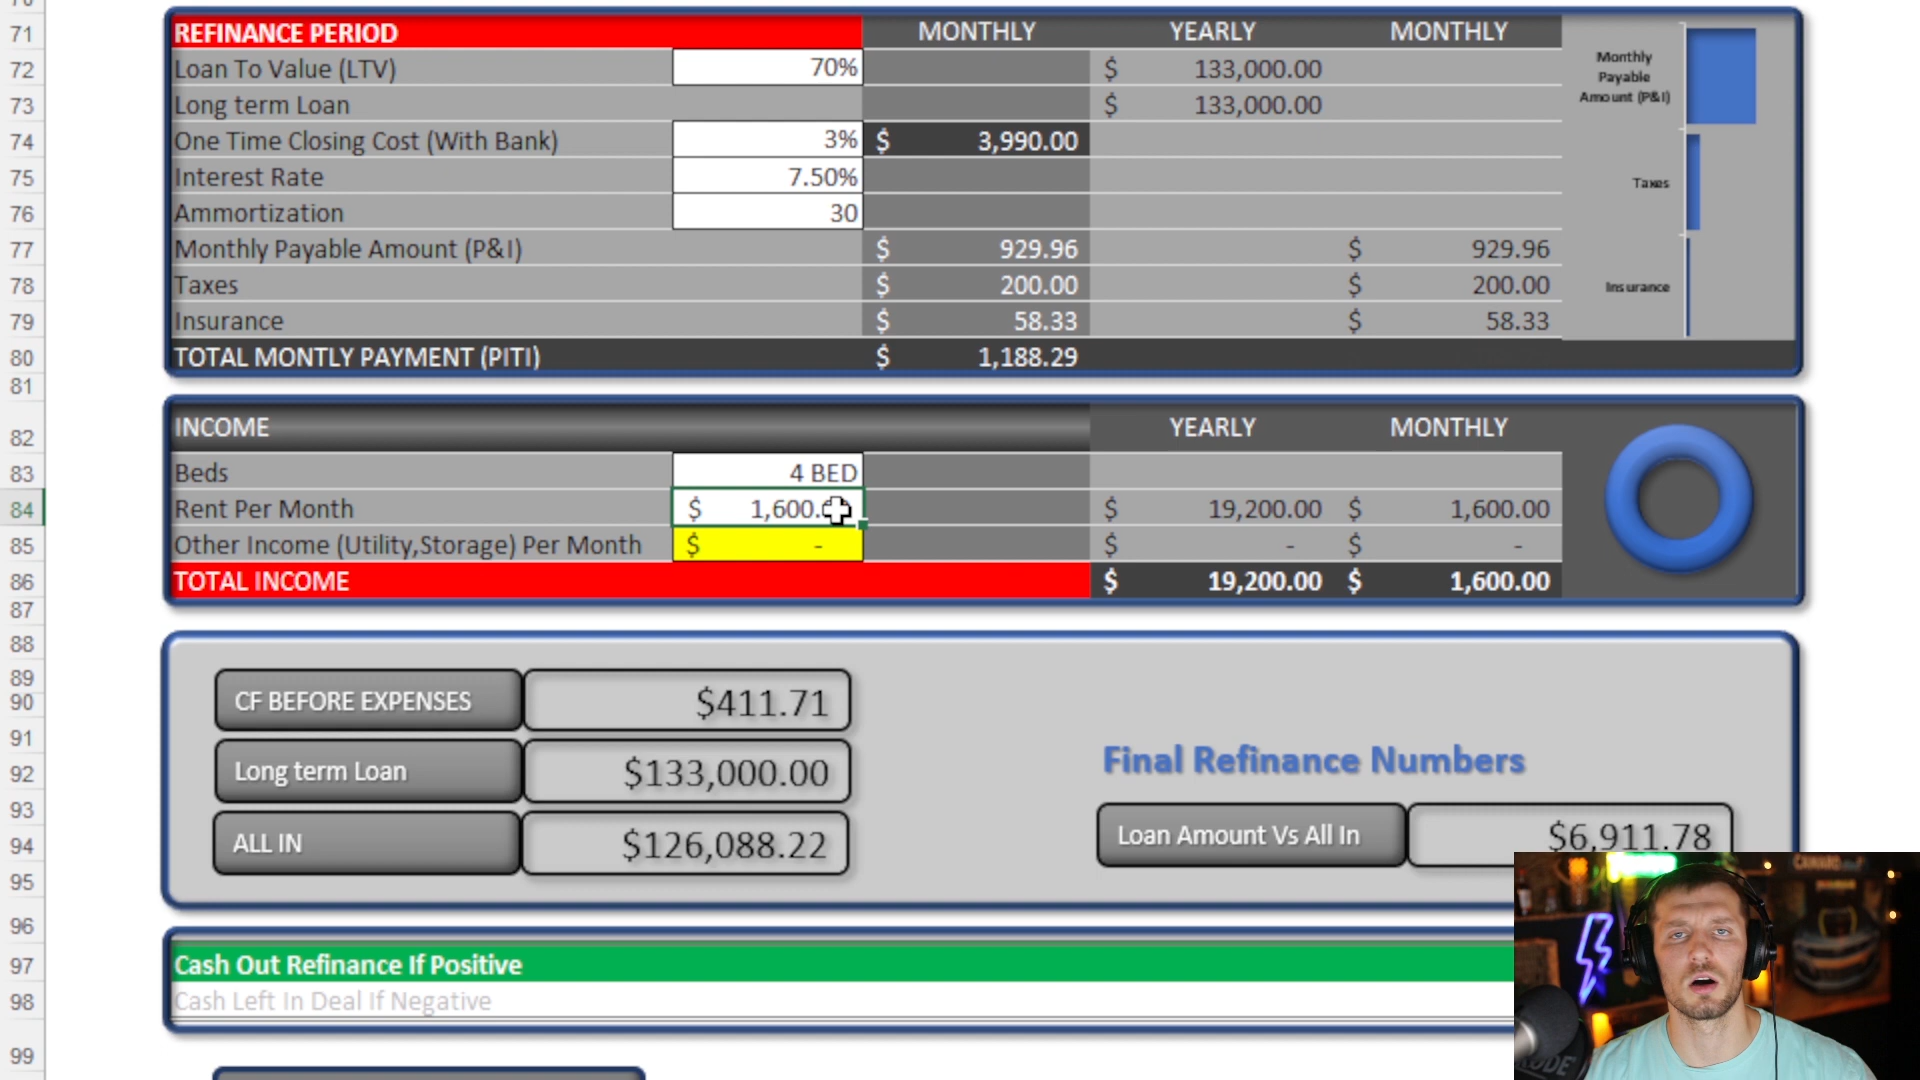 71 REFINANCE PERIOD MONTHLY YEARLY MONTHLY
72 Loan To Value (LTV) 70% $ 133,000.00
73 Long term Loan $ 133,000.00
74 One Time Closing Cost (With Bank) 3% $ 3,990.00
75 Interest Rate 7.50%
76 Ammortization 30
77 Monthly Payable Amount (P&I) $ 929.96 $ 929.96
78 Taxes $ 200.00 $ 200.00
79 Insurance $ 58.33 $ 58.33
80 TOTAL MONTLY PAYMENT (PITI) $ 1,188.29
Monthly
Payable
Amount (P&I)
Taxes
Insurance
81
82 INCOME YEARLY MONTHLY
83 Beds 4 BED
84 Rent Per Month $ 1,600. $ 19,200.00 $ 1,600.00
85 Other Income (Utility,Storage) Per Month $ - $ - $ -
86 TOTAL INCOME $ 19,200.00 $ 1,600.00
87
88
89
90 CF BEFORE EXPENSES $411.71
91
92 Long term Loan $133,000.00
Final Refinance Numbers
93
94 ALL IN $126,088.22
Loan Amount Vs All In $6,911.78
95
96
97 Cash Out Refinance If Positive
98 Cash Left In Deal If Negative
99